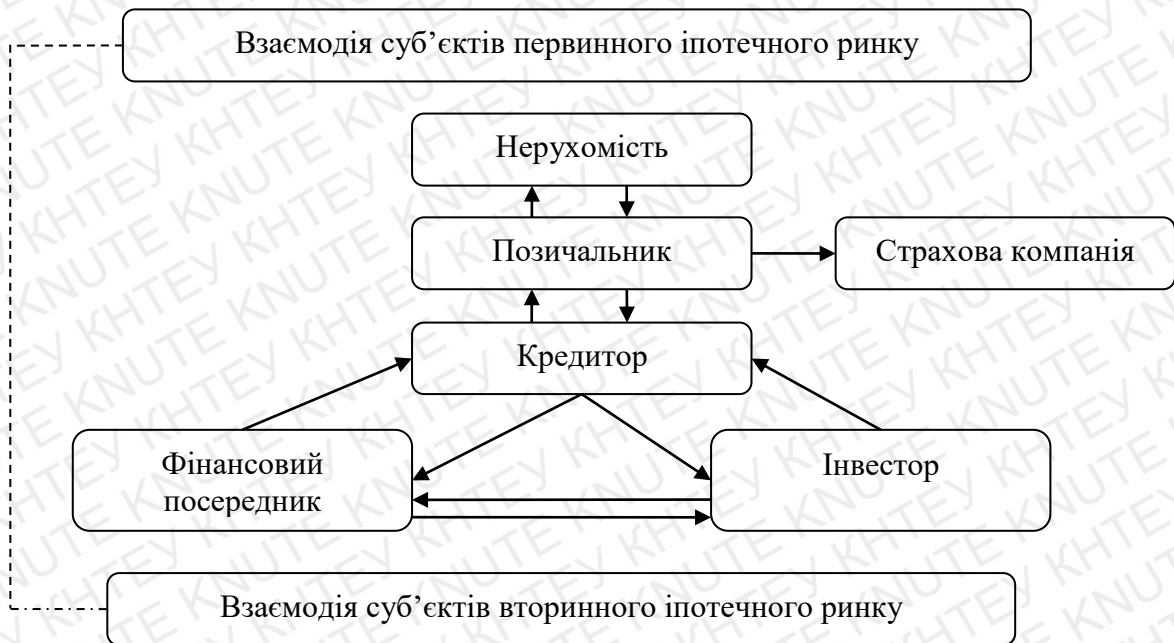 Взаємодія суб’єктів первинного іпотечного ринку
Нерухомість
Позичальник
Страхова компанія
Кредитор
Фінансовий
посередник
Інвестор
Взаємодія суб’єктів вторинного іпотечного ринку